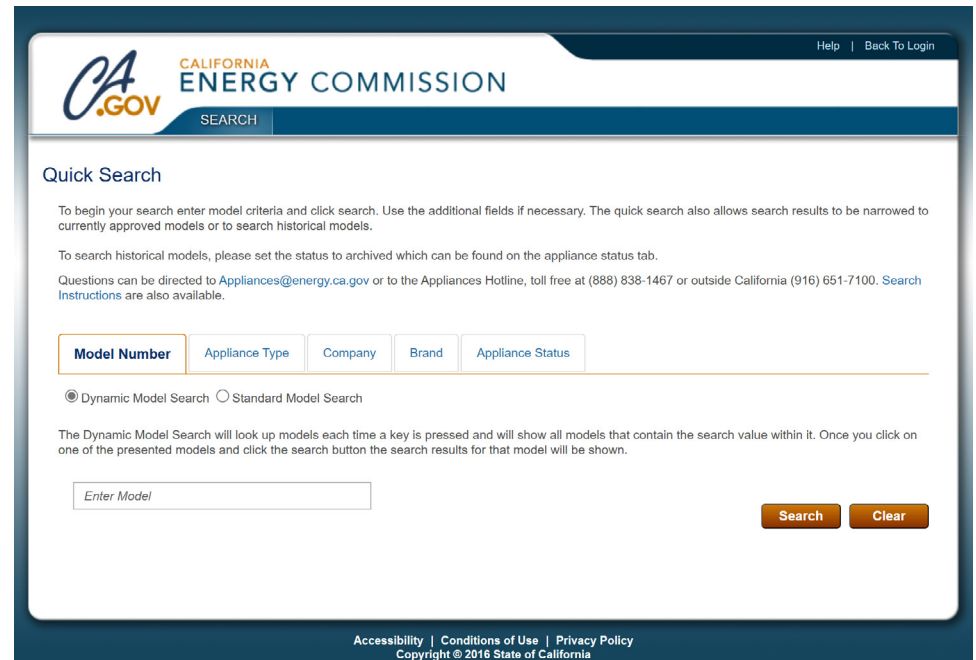 Help | Back To Login
CA
.GOV
CALIFORNIA
ENERGY COMMISSION
SEARCH
Quick Search
To begin your search enter model criteria and click search. Use the additional fields if necessary. The quick search also allows search results to be narrowed to
currently approved models or to search historical models.
To search historical models, please set the status to archived which can be found on the appliance status tab.
Questions can be directed to Appliances@energy.ca.gov or to the Appliances Hotline, toll free at (888) 838-1467 or outside California (916) 651-7100. Search
Instructions are also available.
Model Number Appliance Type Company Brand Appliance Status
Dynamic Model Search Standard Model Search
The Dynamic Model Search will look up models each time a key is pressed and will show all models that contain the search value within it. Once you click on
one of the presented models and click the search button the search results for that model will be shown.
Enter Model
Search Clear
Accessibility | Conditions of Use | Privacy Policy
Copyright © 2016 State of California